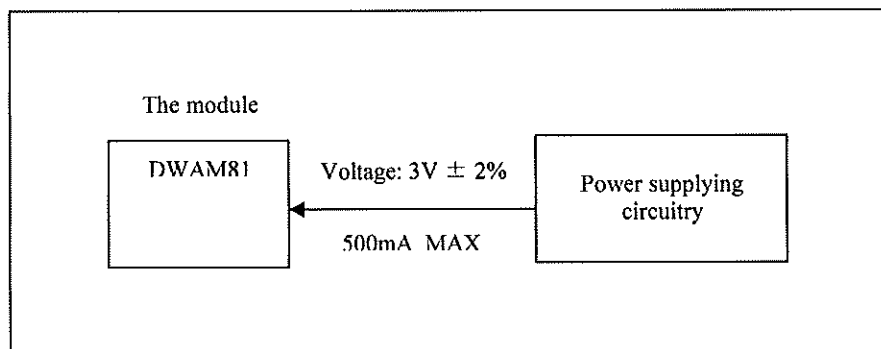 The module
DWAM81
Voltage: 3V ± 2%
500mA MAX
Power supplying
circuitry